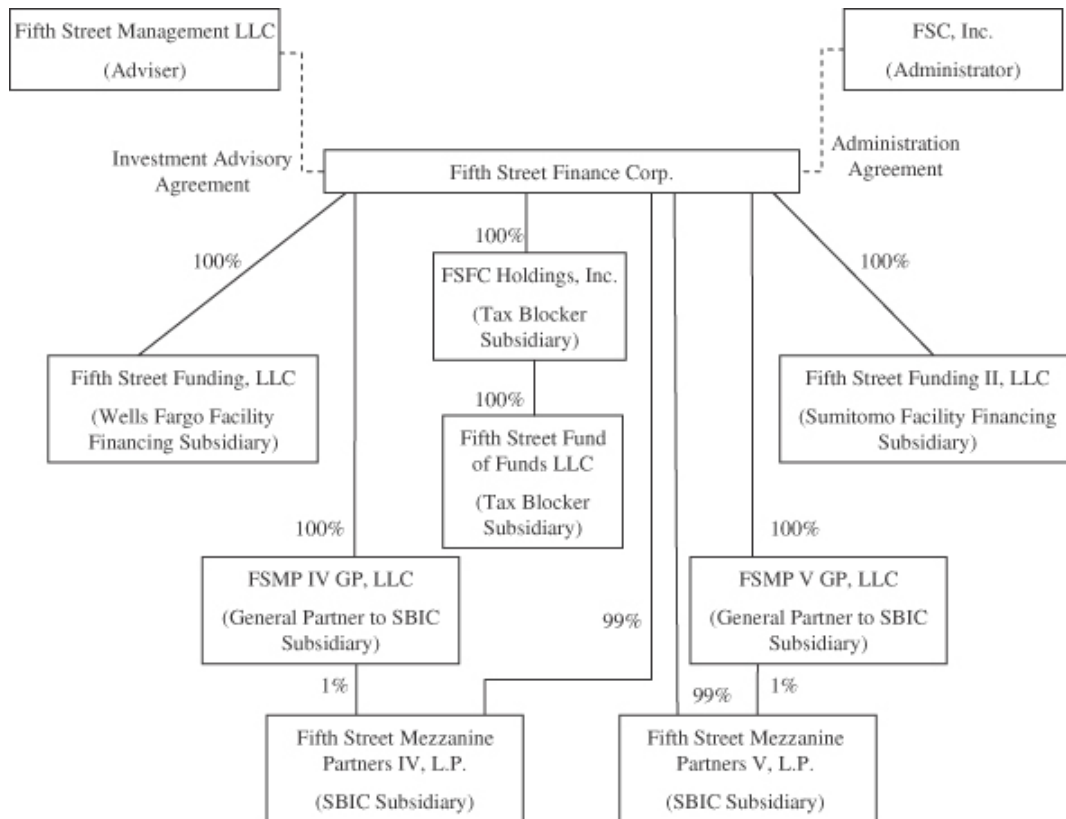 Fifth Street Management LLC
(Adviser)
FSC, Inc.
(Administrator)
Investment Advisory
Agreement
Administration
Agreement
Fifth Street Finance Corp.
100%
100%
100%
FSFC Holdings, Inc.
(Tax Blocker
Subsidiary)
Fifth Street Funding, LLC
(Wells Fargo Facility
Financing Subsidiary)
100%
Fifth Street Fund
of Funds LLC
(Tax Blocker
Subsidiary)
Fifth Street Funding II, LLC
(Sumitomo Facility Financing
Subsidiary)
100%
100%
FSMP IV GP, LLC
(General Partner to SBIC
Subsidiary)
99%
FSMP V GP, LLC
(General Partner to SBIC
Subsidiary)
1%
99%
1%
Fifth Street Mezzanine
Partners IV, L.P.
(SBIC Subsidiary)
Fifth Street Mezzanine
Partners V, L.P.
(SBIC Subsidiary)